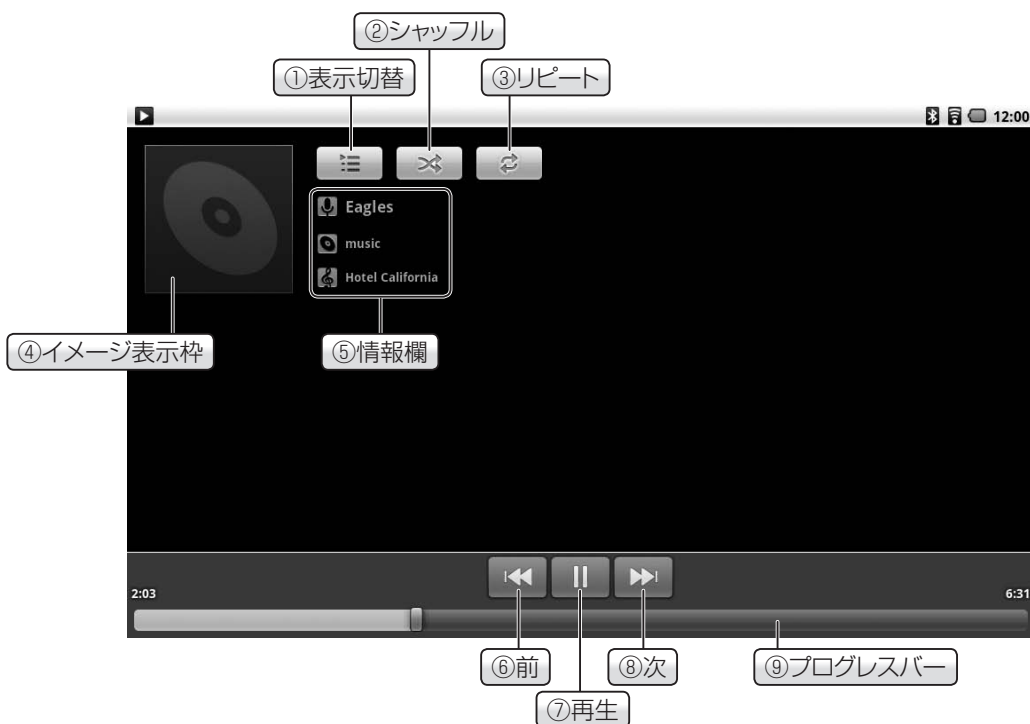 ②シャッフル
①表示切替
③リピート
12:00
Eagles
music
Hotel California
④イメージ表示枠
⑤情報欄
2:03
6:31
⑥前
⑧次
⑨プログレスバー
⑦再生